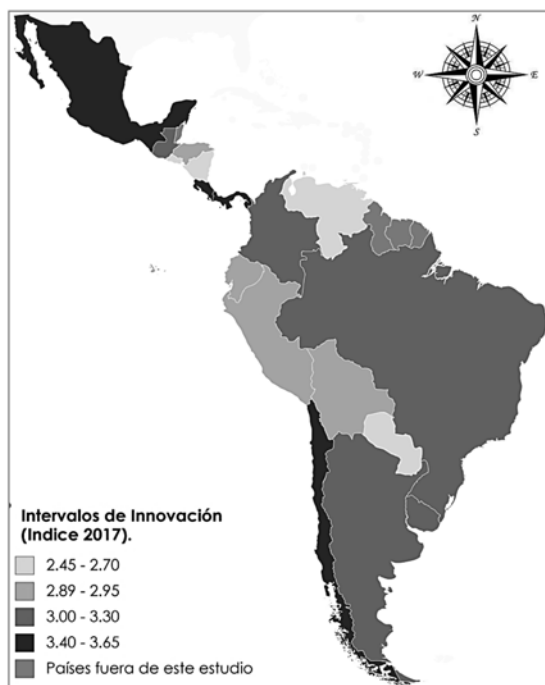 N
W
E
S
Intervalos de Innovación
(Indice 2017).
2.45 - 2.70
2.89 - 2.95
3.00 - 3.30
3.40 - 3.65
Países fuera de este estudio